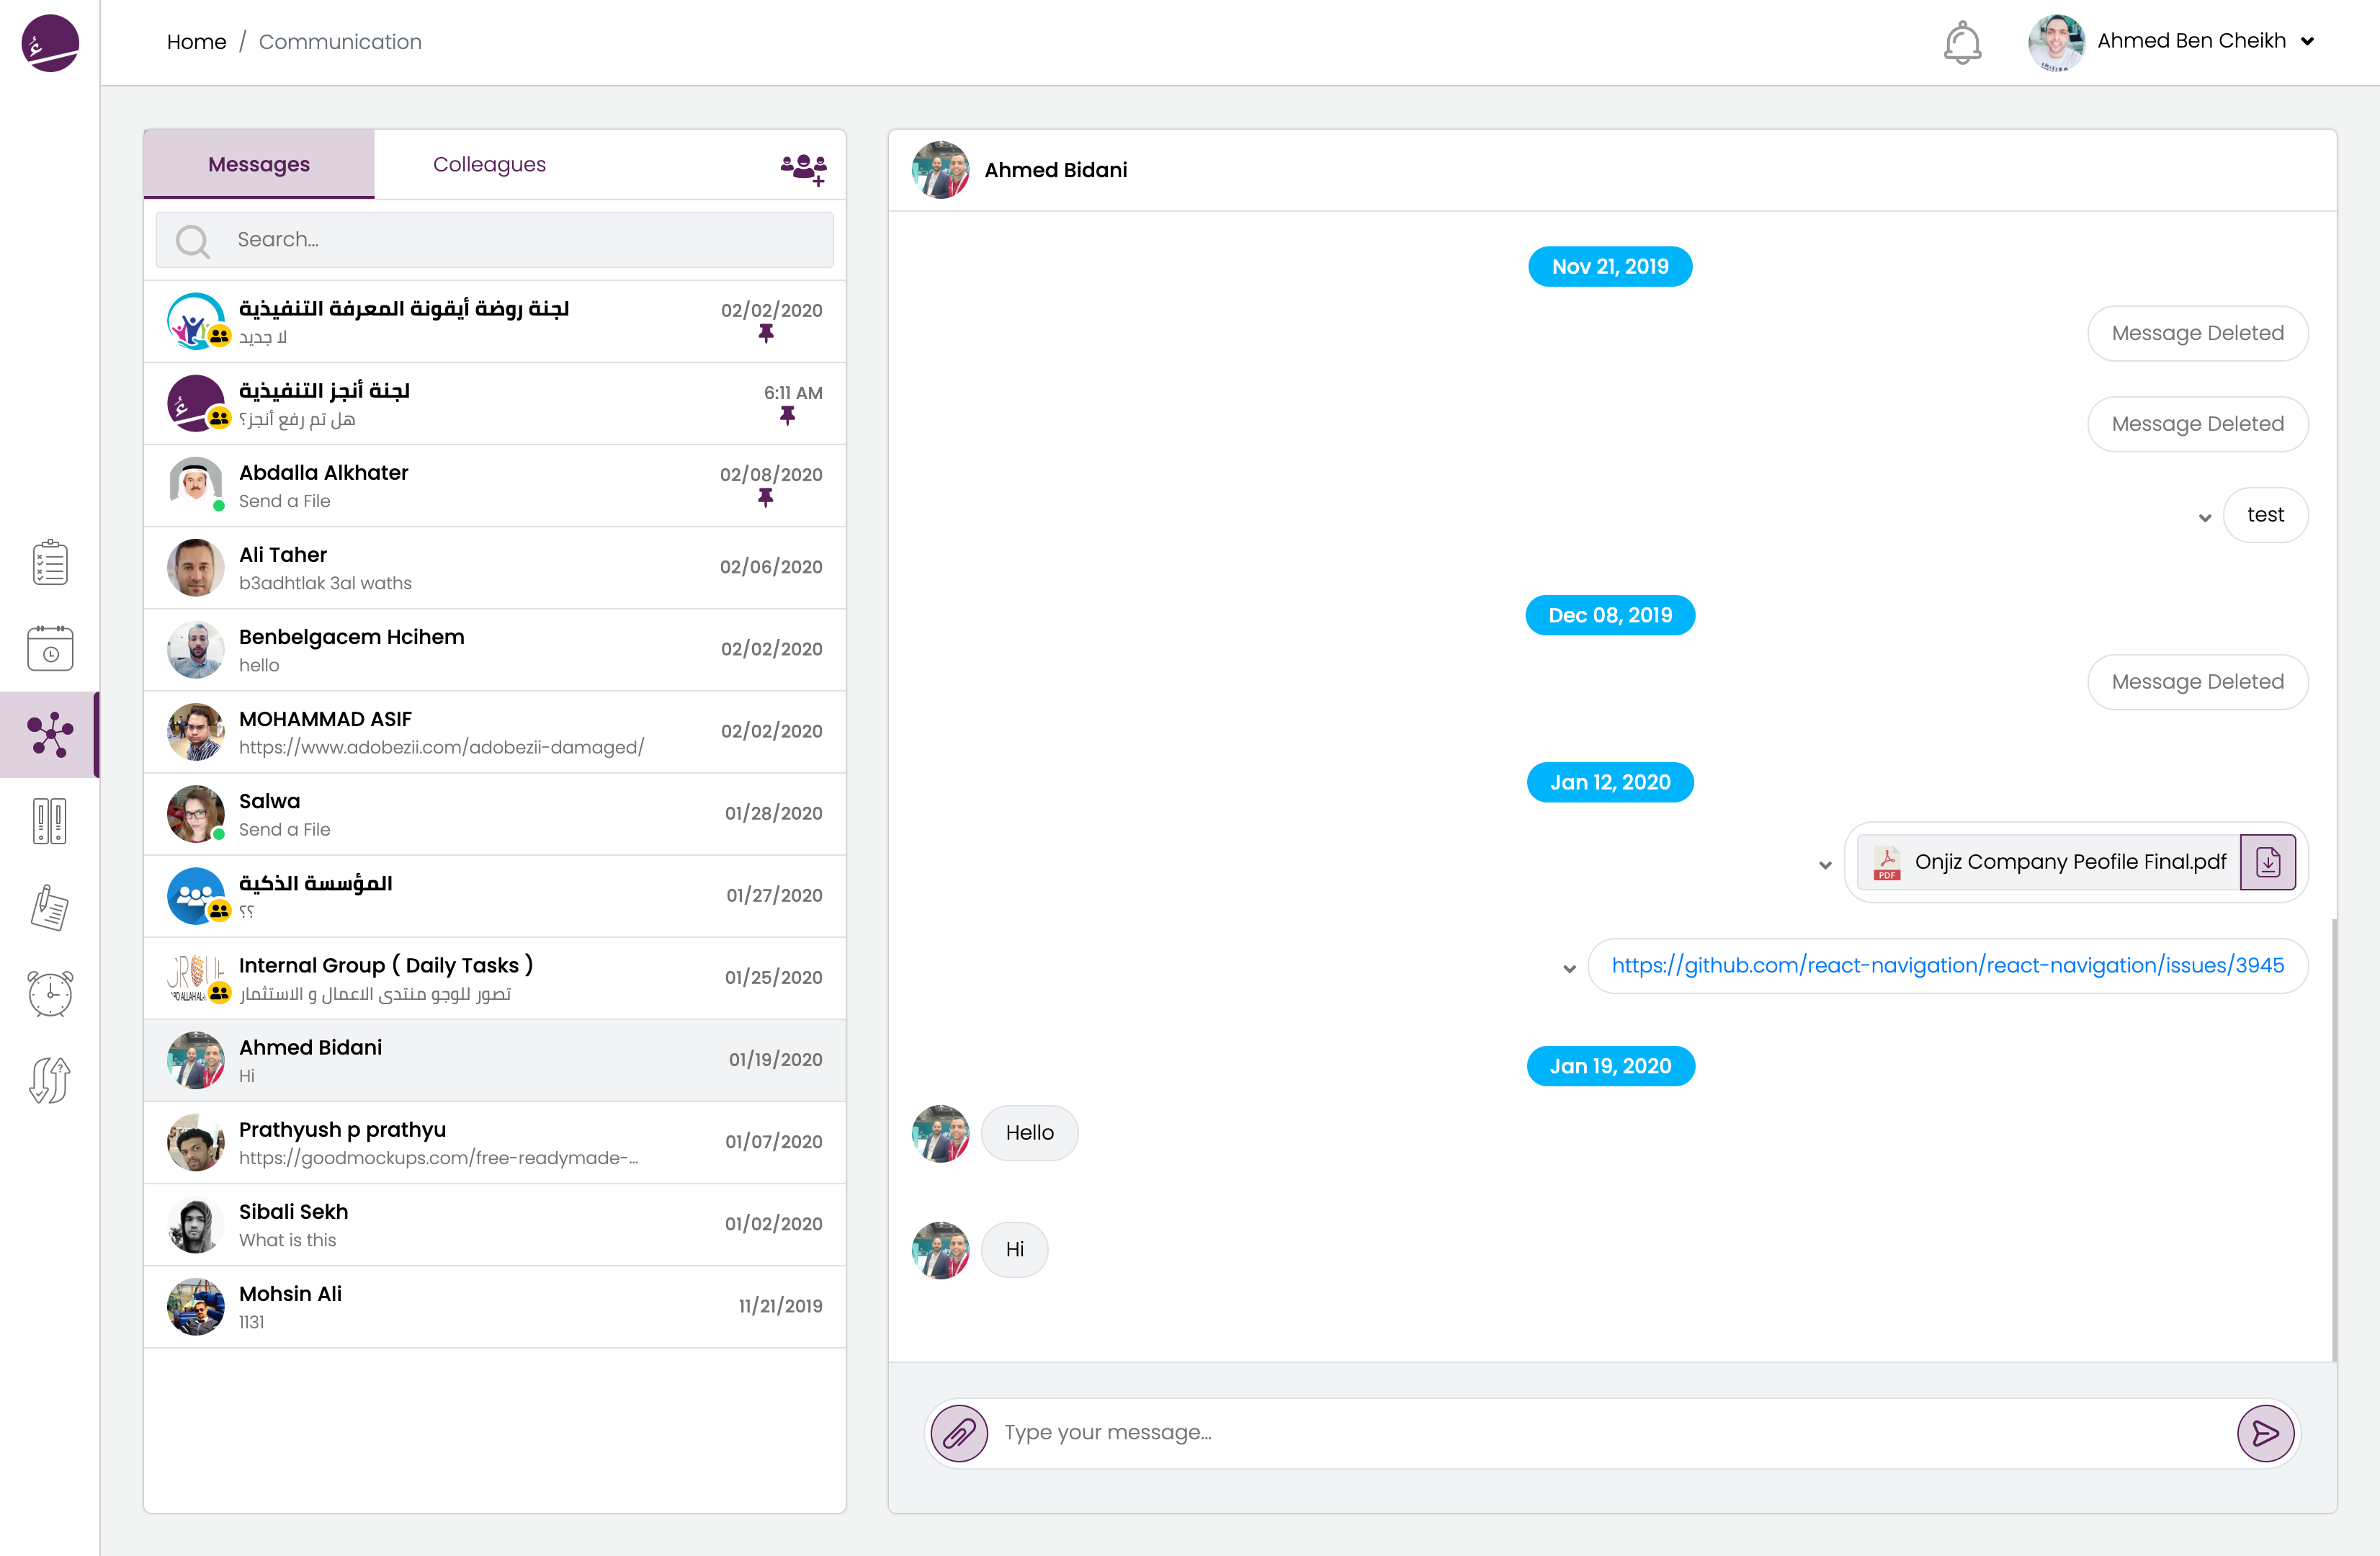 Home / Communication
Ahmed Ben Cheikh
Messages
Colleagues
Search...
لجنة روضة أيقونة المعرفة التنفيذية
02/02/2020
لا جديد
لجنة أنجز التنفيذية
6:11 AM
هل تم رفع أنجز؟
Abdalla Alkhater
02/08/2020
Send a File
Ali Taher
02/06/2020
b3adhtlak 3al waths
Benbelgacem Hcihem
02/02/2020
hello
MOHAMMAD ASIF
02/02/2020
https://www.adobezii.com/adobezii-damaged/
Salwa
01/28/2020
Send a File
المؤسسة الذكية
01/27/2020
؟؟
Internal Group ( Daily Tasks )
01/25/2020
تصور للوجو منتدى الاعمال و الاستثمار
Ahmed Bidani
01/19/2020
Hi
Prathyush p prathyu
01/07/2020
https://goodmockups.com/free-readymade-...
Sibali Sekh
01/02/2020
What is this
Mohsin Ali
11/21/2019
1131
Ahmed Bidani
Nov 21, 2019
Message Deleted
Message Deleted
test
Dec 08, 2019
Message Deleted
Jan 12, 2020
PDF
Onjiz Company Peofile Final.pdf
https://github.com/react-navigation/react-navigation/issues/3945
Jan 19, 2020
Hello
Hi
Type your message...